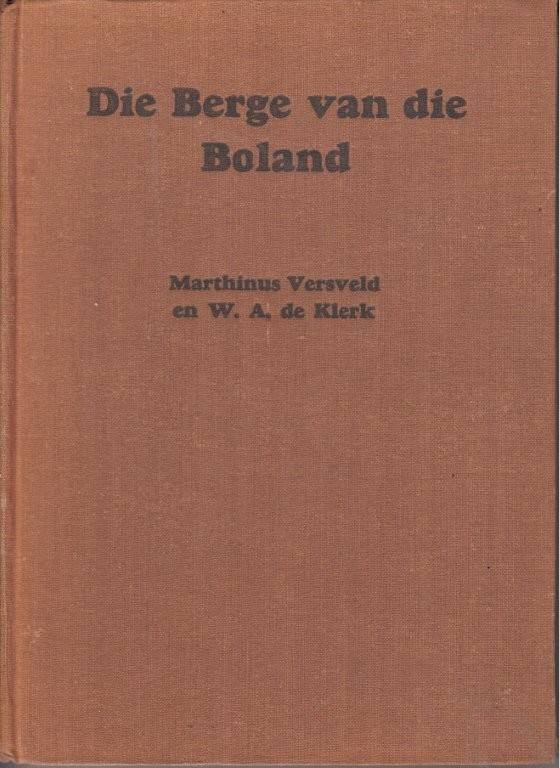 Die Berge van die
Boland
Marthinus Versveld
en W. A. de Klerk